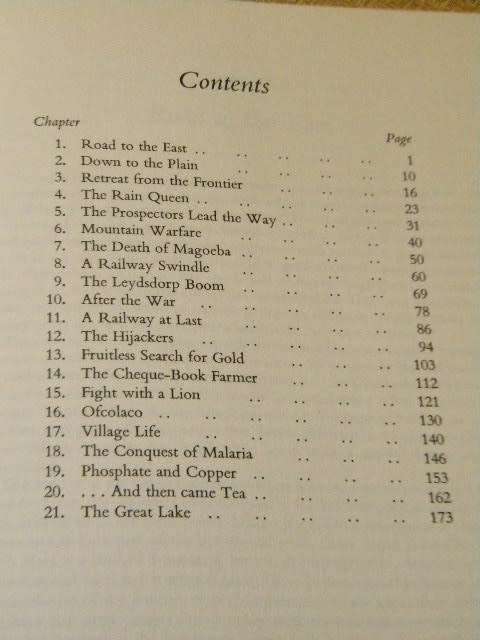 Contents
Chapter Page
1. Road to the East .. .. .. .. .. 1
2. Down to the Plain .. .. .. .. 10
3. Retreat from the Frontier .. .. .. 16
4. The Rain Queen .. .. .. .. .. 23
5. The Prospectors Lead the Way .. .. .. 31
6. Mountain Warfare .. .. .. .. 40
7. The Death of Magoeba .. .. .. .. 50
8. A Railway Swindle .. .. .. .. 60
9. The Leydsdorp Boom .. .. .. .. 69
10. After the War .. .. .. .. .. 78
11. A Railway at Last .. .. .. .. 86
12. The Hijackers .. .. .. .. .. 94
13. Fruitless Search for Gold .. .. .. 103
14. The Cheque-Book Farmer .. .. .. 112
15. Fight with a Lion .. .. .. .. 121
16. Ofcolaco .. .. .. .. .. 130
17. Village Life .. .. .. .. .. 140
18. The Conquest of Malaria .. .. .. 146
19. Phosphate and Copper .. .. .. .. 153
20. . . . And then came Tea .. .. .. .. 162
21. The Great Lake .. .. .. .. .. 173